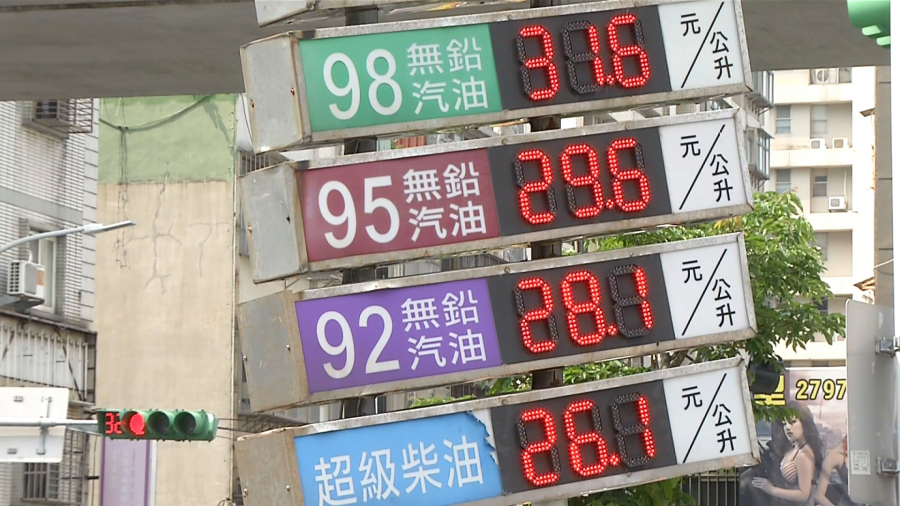 98 無鉛汽油 31.6 元/公升
95 無鉛汽油 29.6 元/公升
92 無鉛汽油 28.1 元/公升
超級柴油 26.1 元/公升
2797